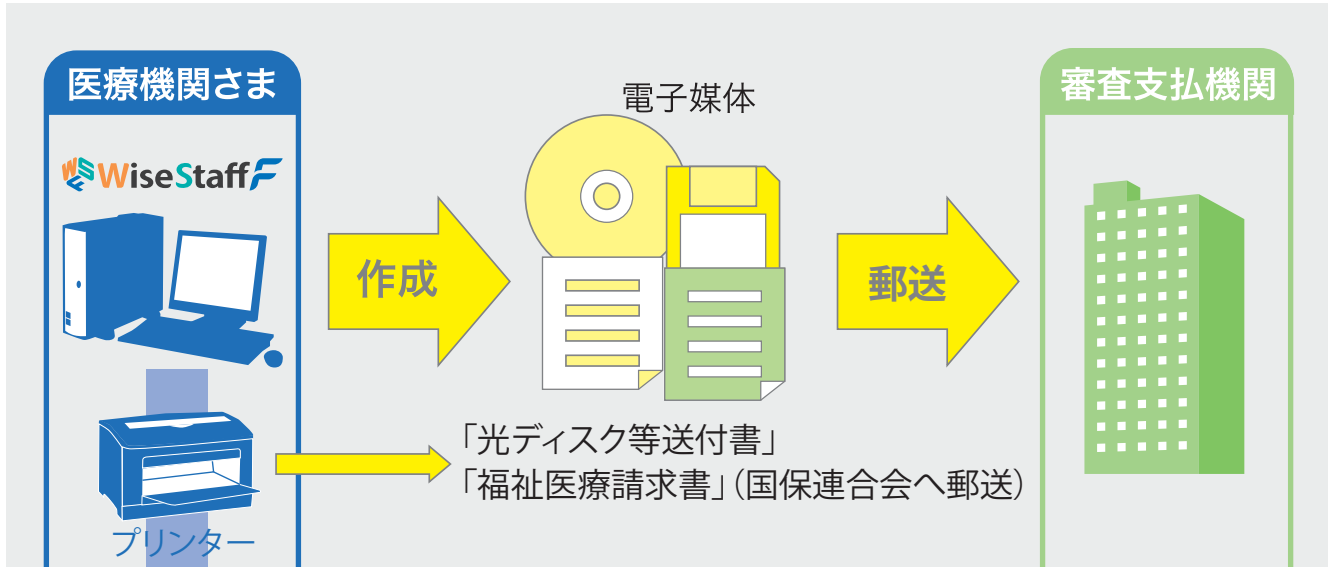 医療機関さま
WiseStaff F
プリンター
作成
電子媒体
「光ディスク等送付書」
「福祉医療請求書」（国保連合会へ郵送）
郵送
審査支払機関